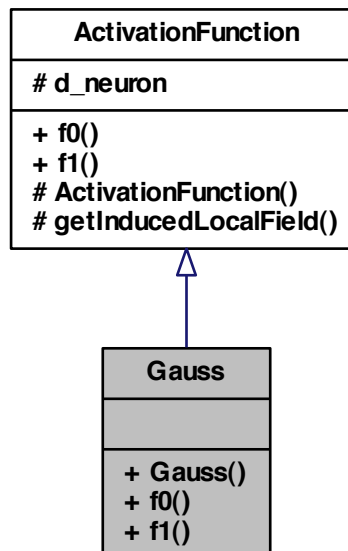 ActivationFunction
# d_neuron
+ f0()
+ f1()
# ActivationFunction()
# getInducedLocalField()
Gauss
+ Gauss()
+ f0()
+ f1()